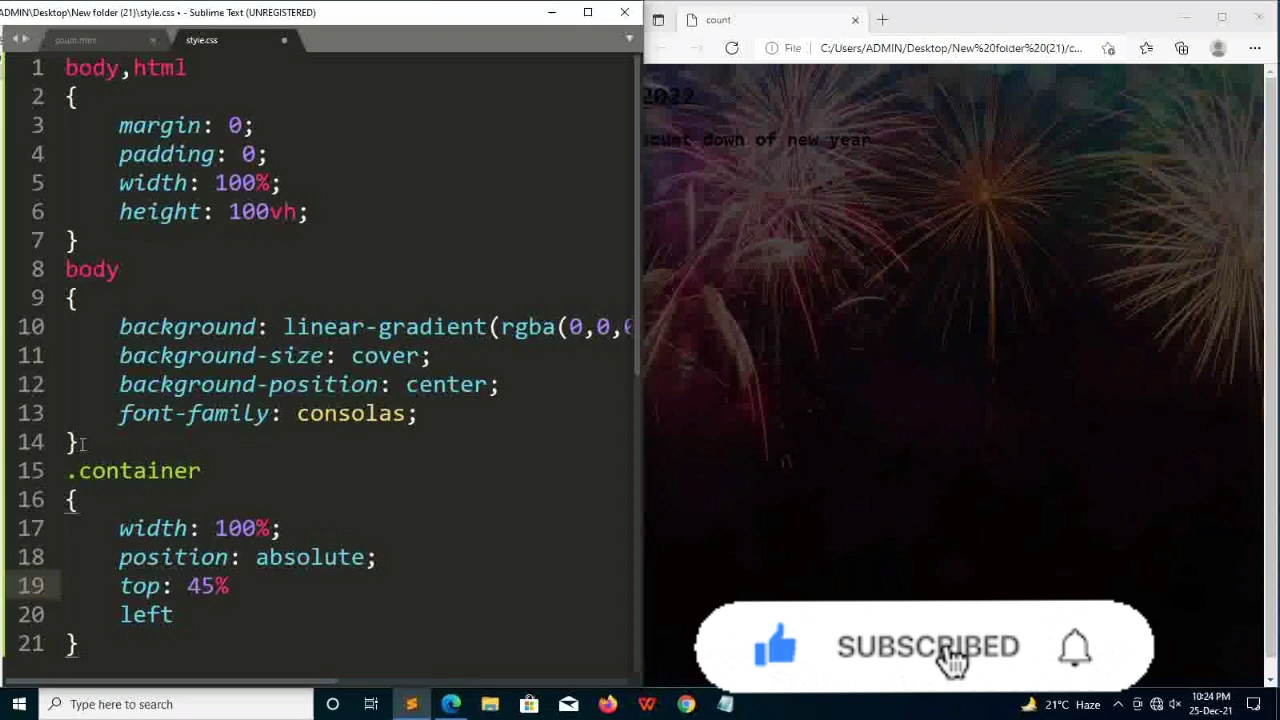 ADMIN\Desktop\New folder (21)\style.css • - Sublime Text (UNREGISTERED)
count
style.css
File
C:/Users/ADMIN/Desktop/New%20folder%20(21)/c...
1 body,html
2 {
3 margin: 0;
4 padding: 0;
5 width: 100%;
6 height: 100vh;
7 }
8 body
9 {
10 background: linear-gradient(rgba(0,0,0
11 background-size: cover;
12 background-position: center;
13 font-family: consolas;
14 }
15 .container
16 {
17 width: 100%;
18 position: absolute;
19 top: 45%
20 left
21 }
2022
down of new year
SUBSCRIBED
Type here to search
21°C Haze
10:24 PM
25-Dec-21